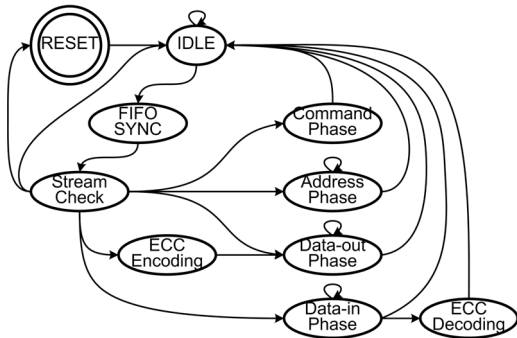 RESET
IDLE
FIFO
SYNC
Command
Phase
Stream
Check
Address
Phase
ECC
Encoding
Data-out
Phase
Data-in
Phase
ECC
Decoding